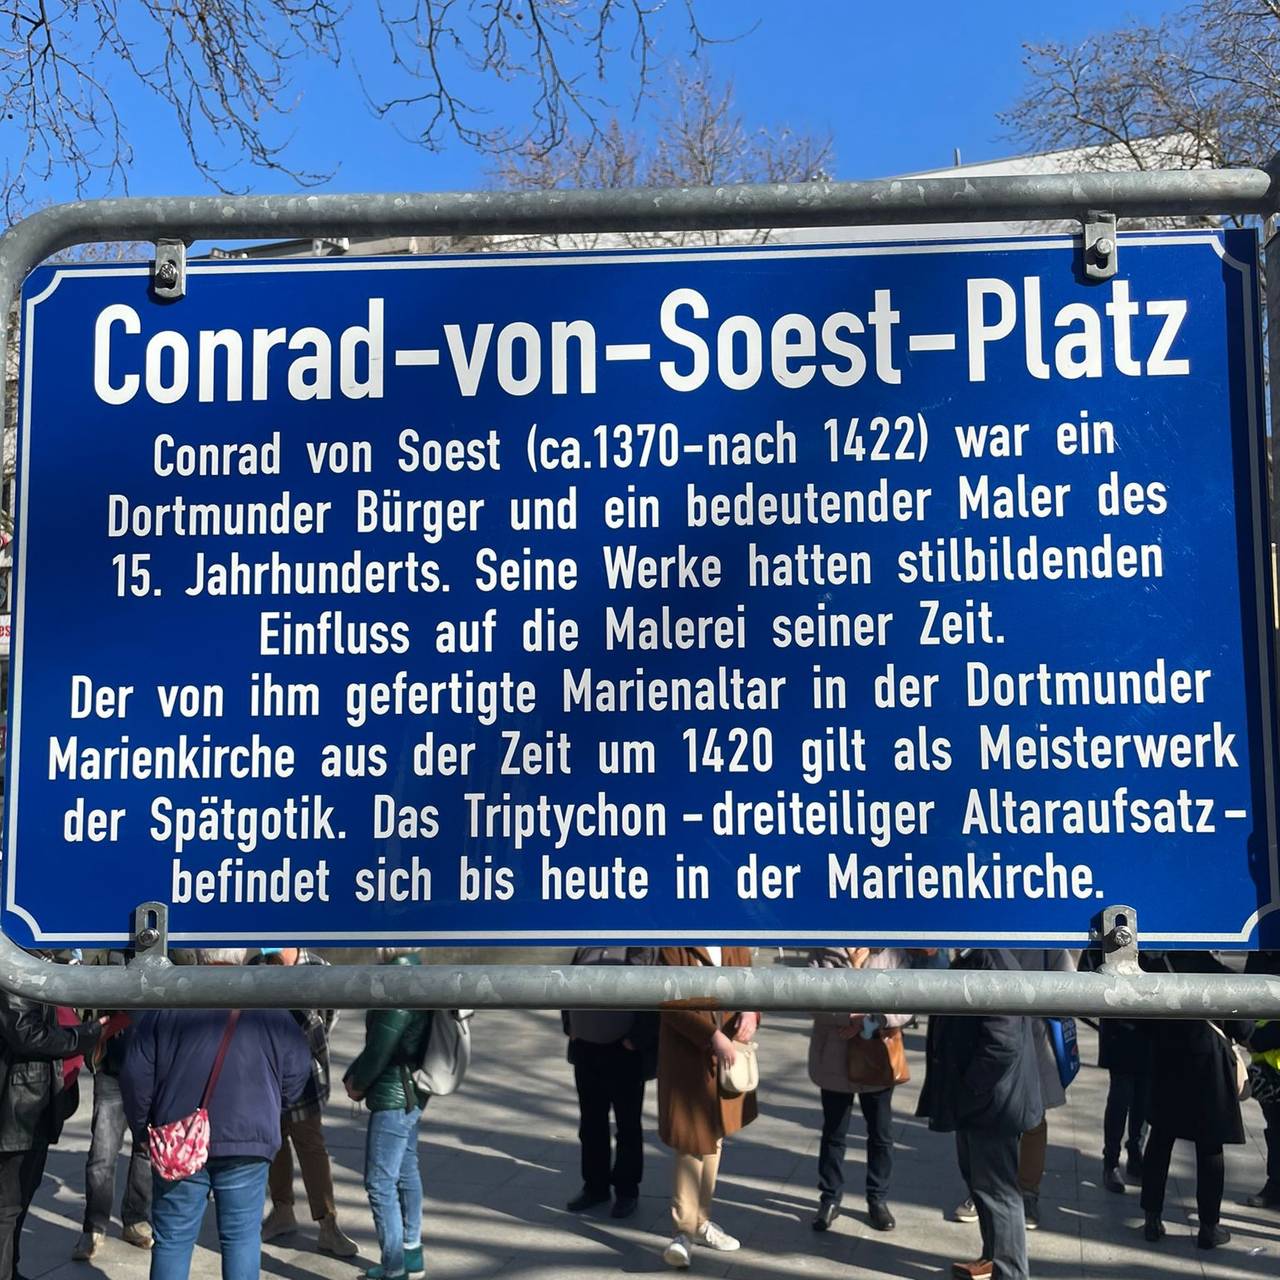 Conrad-von-Soest-Platz
Conrad von Soest (ca.1370-nach 1422) war ein
Dortmunder Bürger und ein bedeutender Maler des
15. Jahrhunderts. Seine Werke hatten stilbildenden
Einfluss auf die Malerei seiner Zeit.
Der von ihm gefertigte Marienaltar in der Dortmunder
Marienkirche aus der Zeit um 1420 gilt als Meisterwerk
der Spätgotik. Das Triptychon - dreiteiliger Altaraufsatz -
befindet sich bis heute in der Marienkirche.